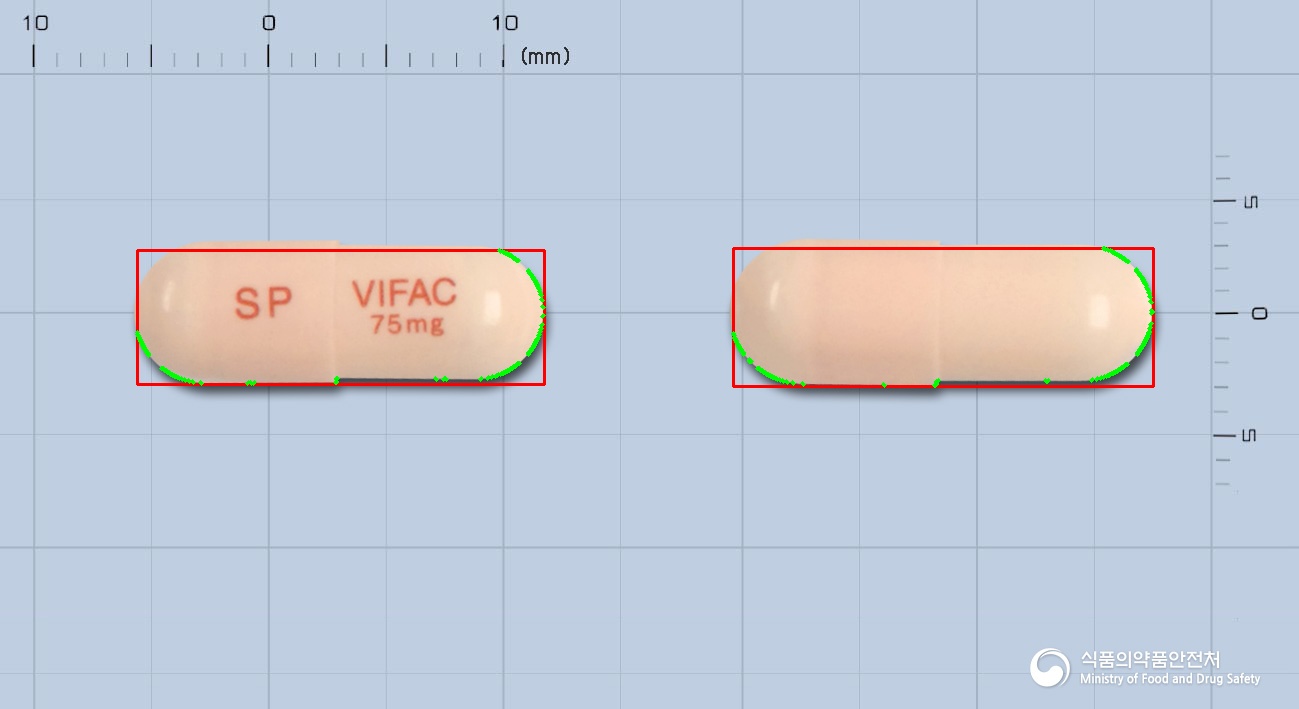 10 0 10
(mm)
SP
VIFAC
75mg
5
0
5
식품의약품안전처
Ministry of Food and Drug Safety